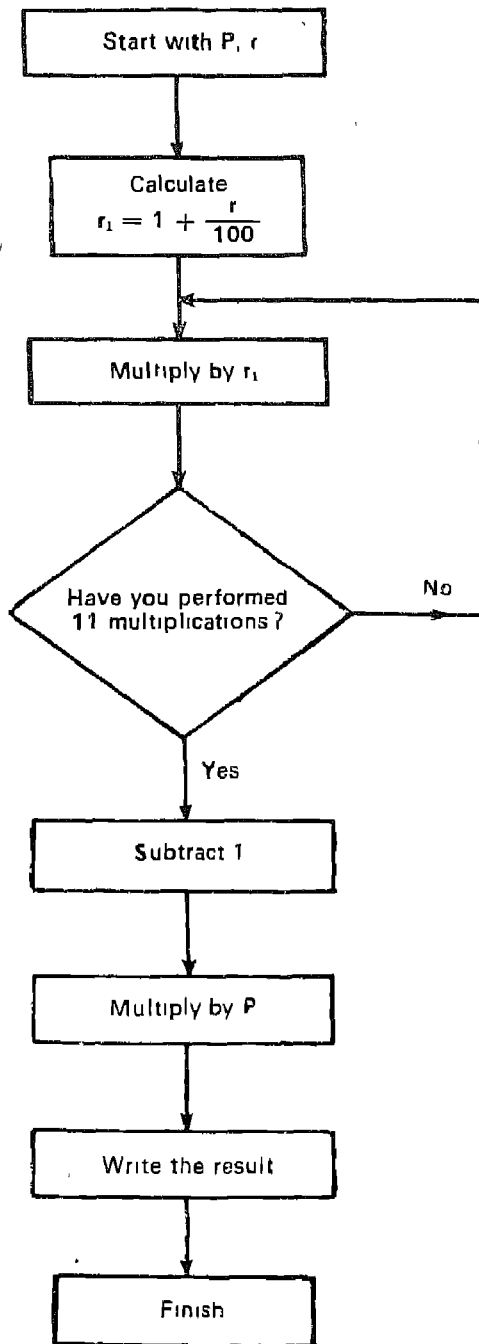 Start with P, r
Calculate
r₁ = 1 + r/100
Multiply by r₁
Have you performed
11 multiplications?
No
Yes
Subtract 1
Multiply by P
Write the result
Finish